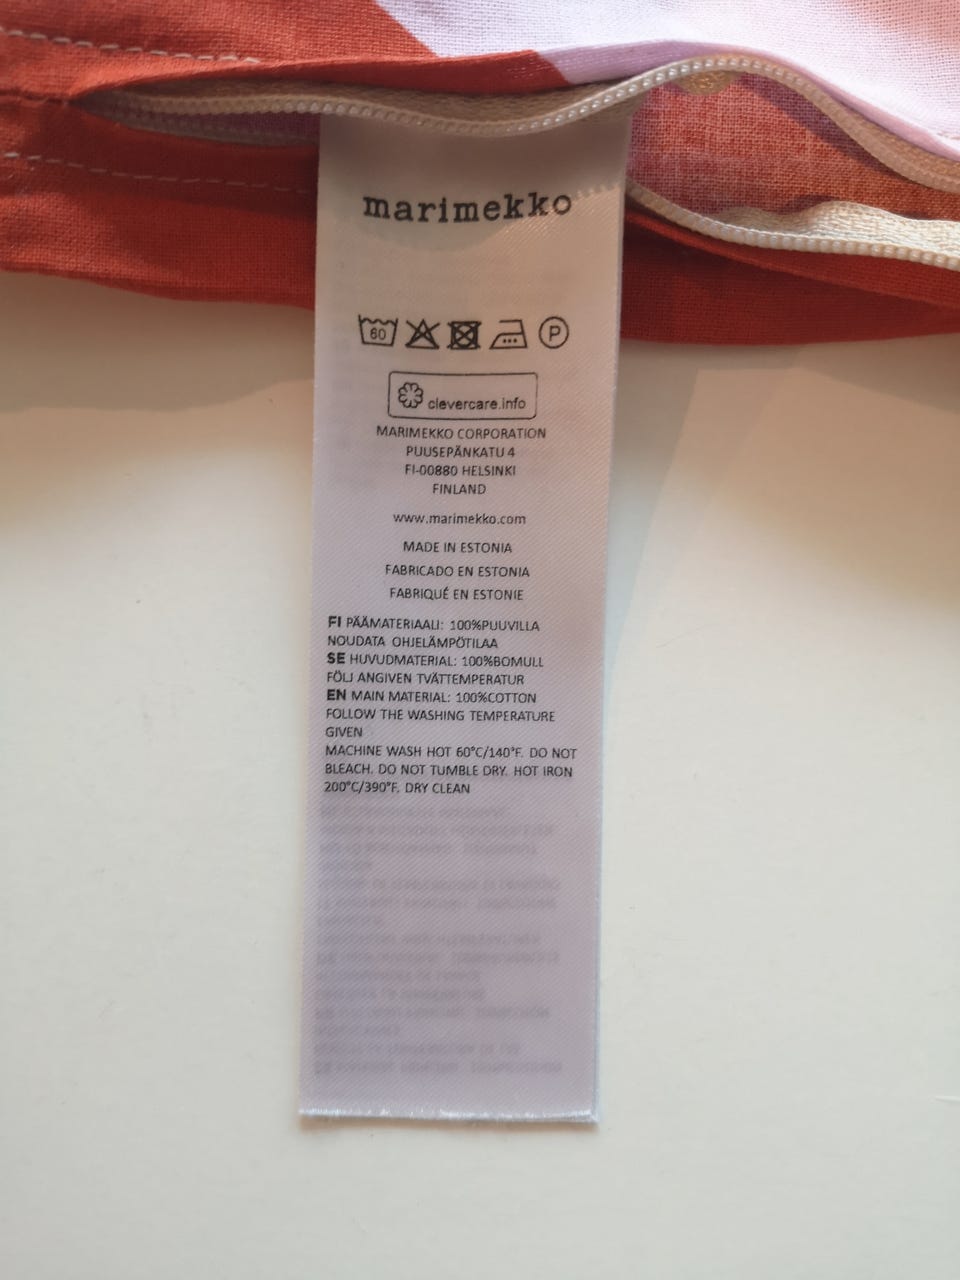 marimekko
60 P
clevercare.info
MARIMEKKO CORPORATION
PUUSEPÄNKATU 4
FI-00880 HELSINKI
FINLAND
www.marimekko.com
MADE IN ESTONIA
FABRICADO EN ESTONIA
FABRIQUÉ EN ESTONIE
FI PÄÄMATERIAALI: 100%PUUVILLA
NOUDATA OHJELÄMPÖTILAA
SE HUVUDMATERIAL: 100%BOMULL
FÖLJ ANGIVEN TVÄTTEMPERATUR
EN MAIN MATERIAL: 100%COTTON
FOLLOW THE WASHING TEMPERATURE
GIVEN
MACHINE WASH HOT 60°C/140°F. DO NOT
BLEACH. DO NOT TUMBLE DRY. HOT IRON
200°C/390°F. DRY CLEAN